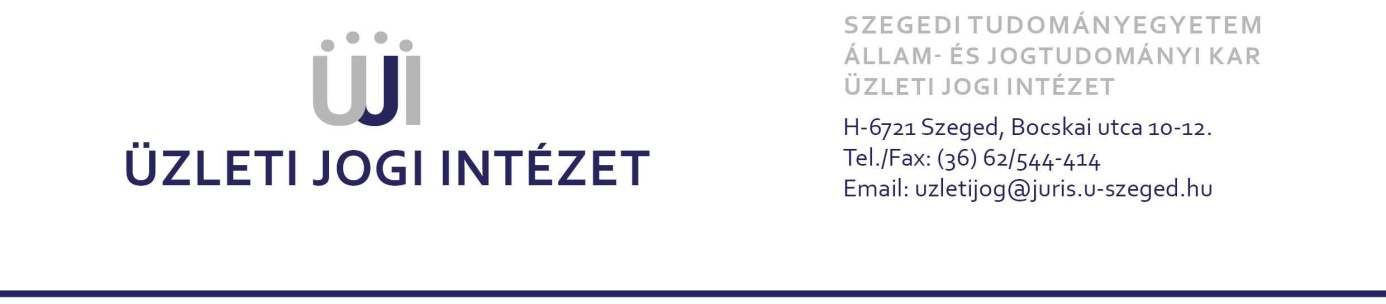 ÜJI
ÜZLETI JOGI INTÉZET
SZEGEDI TUDOMÁNYEGYETEM
ÁLLAM- ÉS JOGTUDOMÁNYI KAR
ÜZLETI JOGI INTÉZET
H-6721 Szeged, Bocskai utca 10-12.
Tel./Fax: (36) 62/544-414
Email: uzletijog@juris.u-szeged.hu